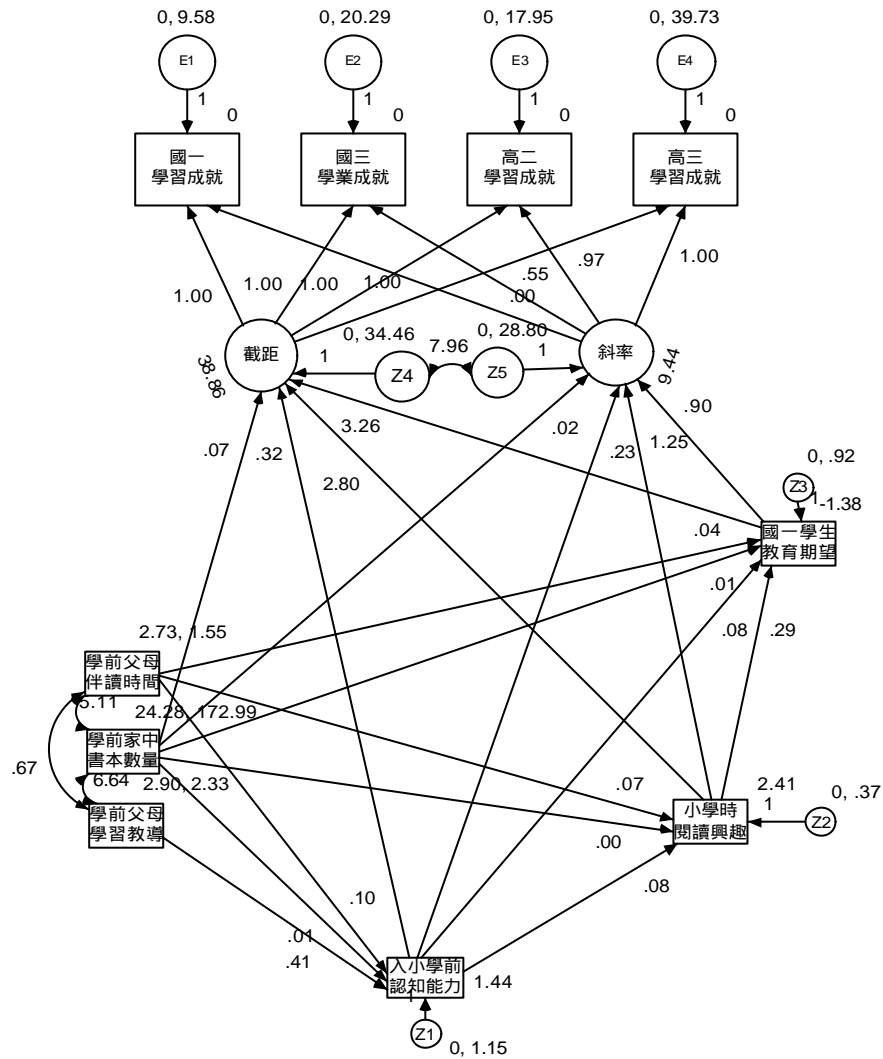 0, 9.58
0, 20.29
0, 17.95
0, 39.73
E1
E2
E3
E4
1
0
1
0
1
0
1
0
國一
學習成就
國三
學業成就
高二
學習成就
高三
學習成就
1.00
1.00
1.00
1.00
.00
.55
.97
1.00
0, 34.46
7.96
0, 28.80
截距
1
Z4
Z5
1
斜率
38.86
9.44
.07
.32
3.26
2.80
.02
.23
1.25
.90
0, .92
Z3
1
-1.38
國一學生
教育期望
.04
.01
.08
.29
2.73, 1.55
學前父母
伴讀時間
5.11
24.28, 172.99
學前家中
書本數量
.67
6.64
2.90, 2.33
學前父母
學習教導
.07
2.41
小學時
閱讀興趣
1
0, .37
Z2
.00
.08
.10
.01
.41
入小學前
認知能力
1.44
1
Z1
0, 1.15